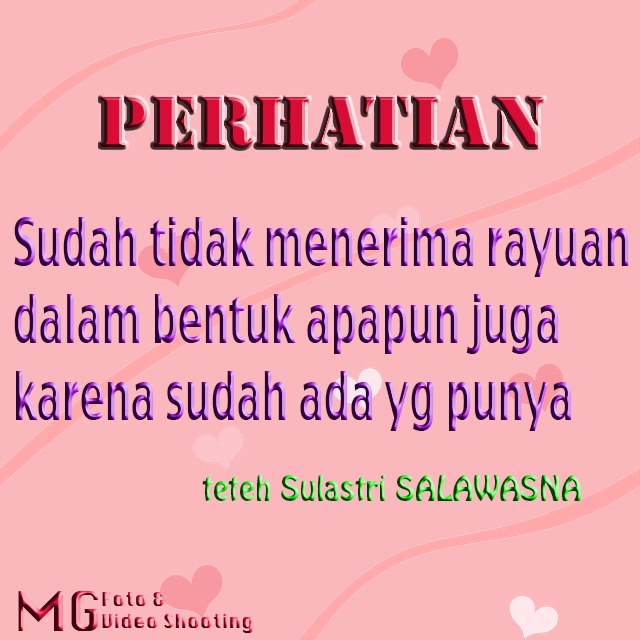 PERHATIAN
Sudah tidak menerima rayuan
dalam bentuk apapun juga
karena sudah ada yg punya
teteh Sulastri SALAWASNA
MG Foto &
Video Shooting